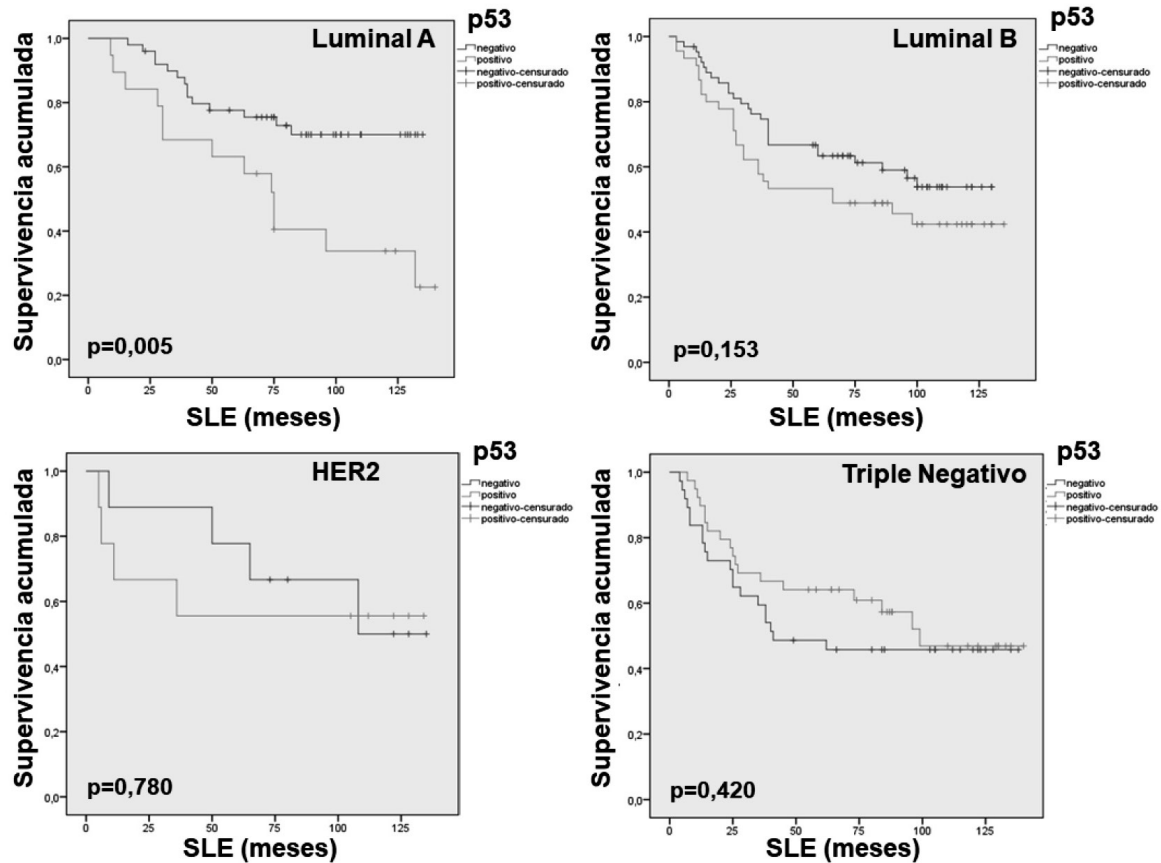 p53
Luminal A
negativo
positivo
negativo-censurado
positivo-censurado
Supervivencia acumulada
1,0
0,8
0,6
0,4
0,2
0,0
p=0,005
0 25 50 75 100 125
SLE (meses)
p53
Luminal B
negativo
positivo
negativo-censurado
positivo-censurado
Supervivencia acumulada
1,0
0,8
0,6
0,4
0,2
0,0
p=0,153
0 25 50 75 100 125
SLE (meses)
p53
HER2
negativo
positivo
negativo-censurado
positivo-censurado
Supervivencia acumulada
1,0
0,8
0,6
0,4
0,2
0,0
p=0,780
0 25 50 75 100 125
SLE (meses)
p53
Triple Negativo
negativo
positivo
negativo-censurado
positivo-censurado
Supervivencia acumulada
1,0
0,8
0,6
0,4
0,2
0,0
p=0,420
0 25 50 75 100 125
SLE (meses)